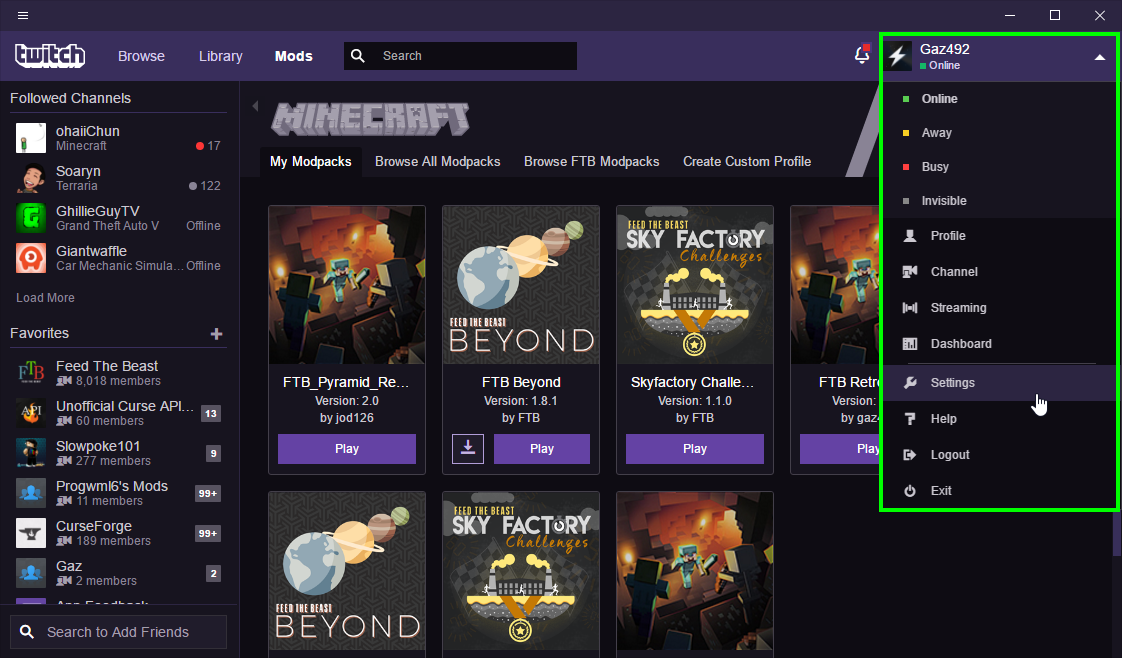 twitch
Browse
Library
Mods
Search
Gaz492
Online
Followed Channels
ohaiiChun
Minecraft
17
Soaryn
Terraria
122
GhillieGuyTV
Grand Theft Auto V
Offline
Giantwaffle
Car Mechanic Simula...
Offline
Load More
Favorites
FTB
Feed The Beast
8,018 members
API
Unofficial Curse API...
60 members
13
Slowpoke101
277 members
9
Progwml6's Mods
11 members
99+
CurseForge
189 members
99+
Gaz
2 members
2
Search to Add Friends
MINECRAFT
My Modpacks
Browse All Modpacks
Browse FTB Modpacks
Create Custom Profile
FTB_Pyramid_Re...
Version: 2.0
by jod126
Play
FEED THE BEAST
BEYOND
FTB Beyond
Version: 1.8.1
by FTB
Play
FEED THE BEAST
SKY FACTORY
Challenges
Skyfactory Challe...
Version: 1.1.0
by FTB
Play
FTB Retr
Version:
by gaz4
Play
FEED THE BEAST
BEYOND
FEED THE BEAST
SKY FACTORY
Challenges
Online
Away
Busy
Invisible
Profile
Channel
Streaming
Dashboard
Settings
Help
Logout
Exit